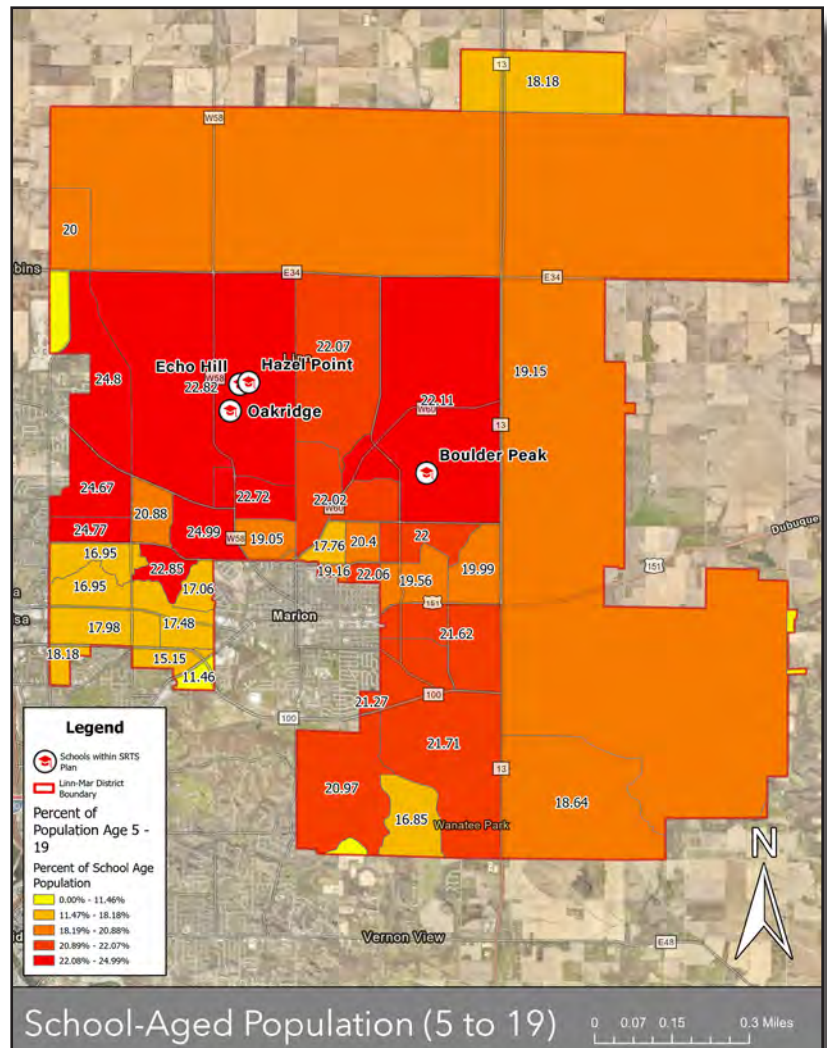 13
18.18
W58
20
bins
E34
E34
22.07
Echo Hill
Hazel Point
24.8
W58
22.82
19.15
22.11
W60
Oakridge
13
Boulder Peak
24.67
22.72
22.02
W60
20.88
24.77
24.99
W58
19.05
17.76
20.4
22
Dubuque
16.95
22.85
19.16
22.06
19.56
19.99
151
16.95
17.06
151
a
sa
Marion
17.48
17.98
21.62
18.18
15.15
11.46
21.27
100
100
21.71
13
20.97
18.64
16.85
Wanatee Park
N
Vernon View
E48
Legend
Schools within SRTS
Plan
Linn-Mar District
Boundary
Percent of
Population Age 5 -
19
Percent of School Age
Population
0.00% - 11.46%
11.47% - 18.18%
18.19% - 20.88%
20.89% - 22.07%
22.08% - 24.99%
School-Aged Population (5 to 19)
0 0.07 0.15 0.3 Miles